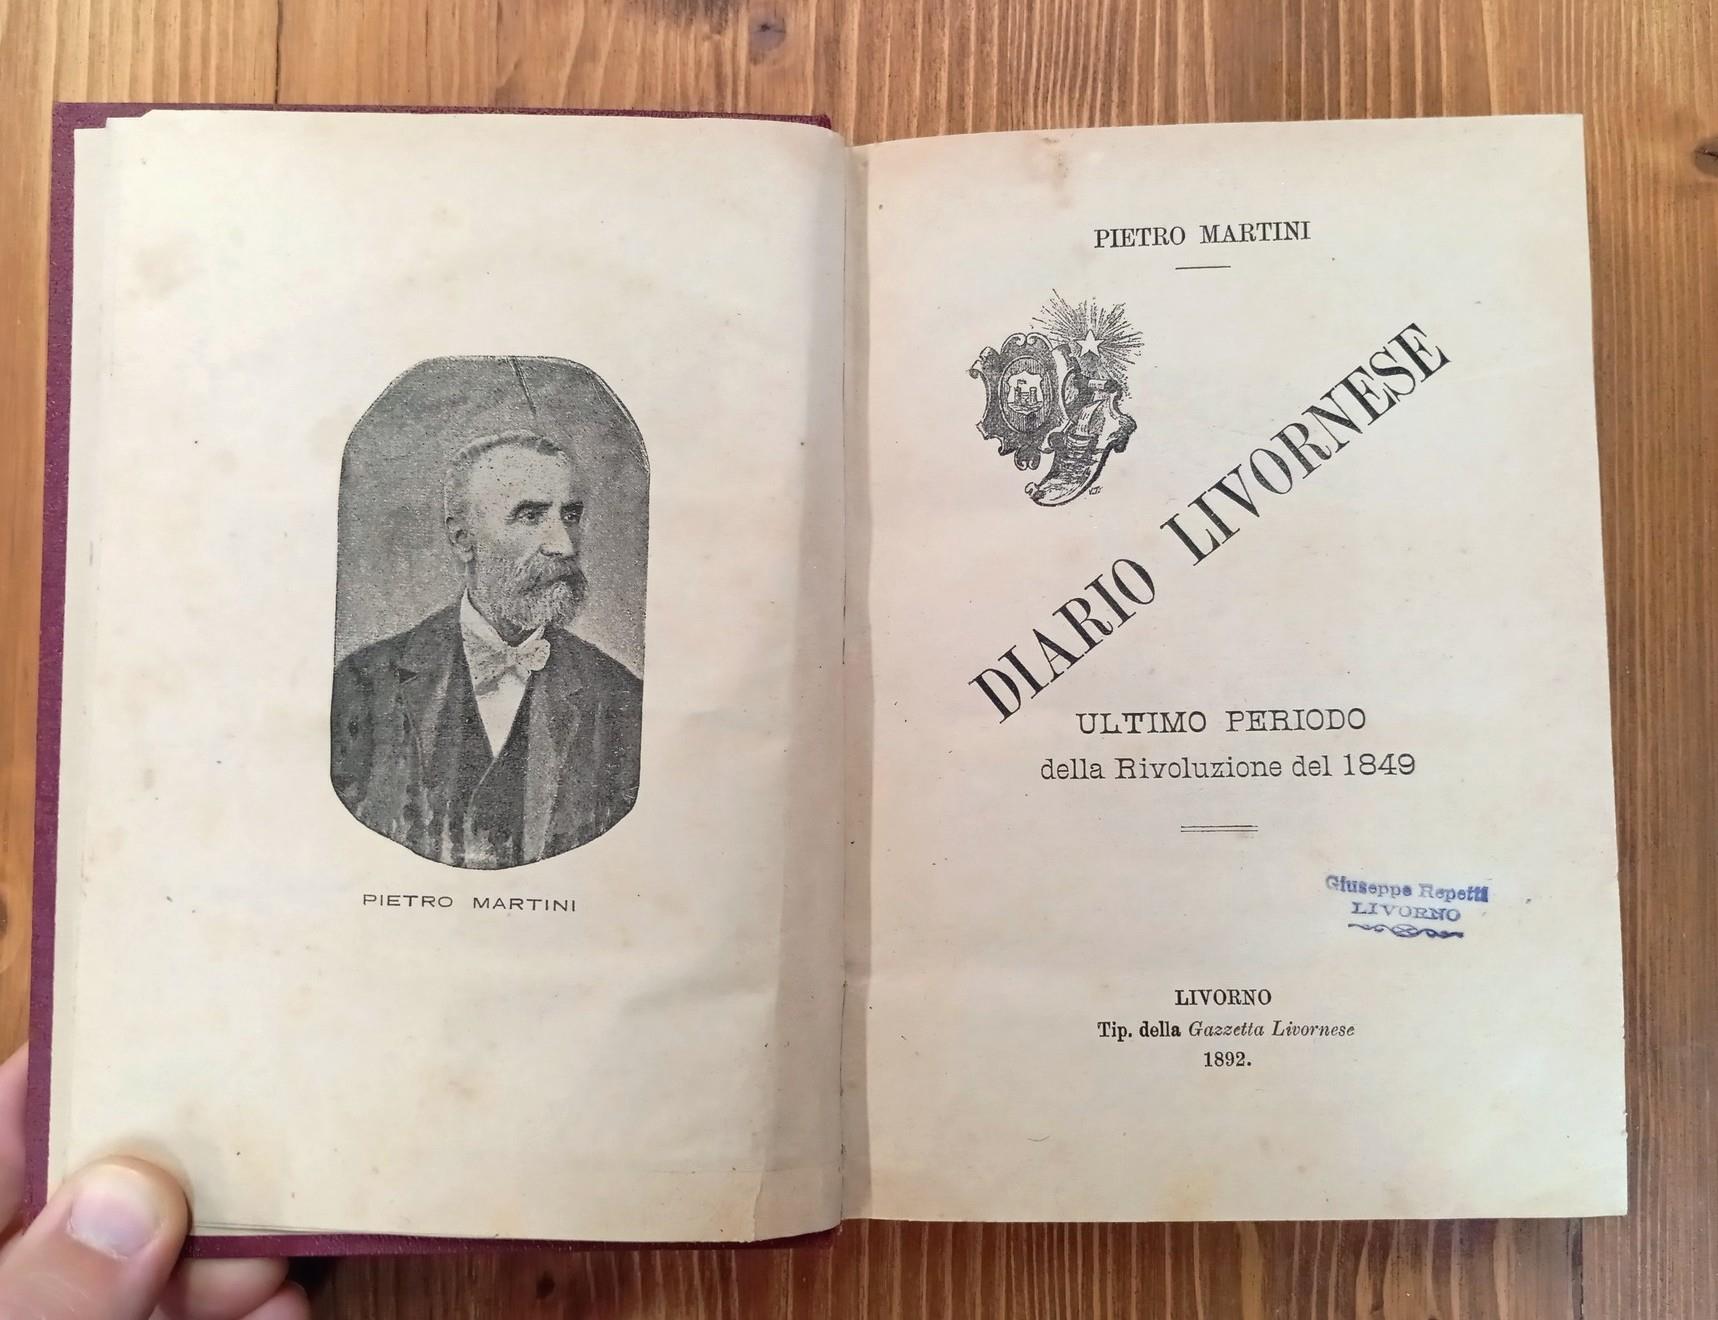 PIETRO MARTINI
PIETRO MARTINI
DIARIO LIVORNESE
ULTIMO PERIODO
della Rivoluzione del 1849
Giuseppe Repetti
LIVORNO
LIVORNO
Tip. della Gazzetta Livornese
1892.